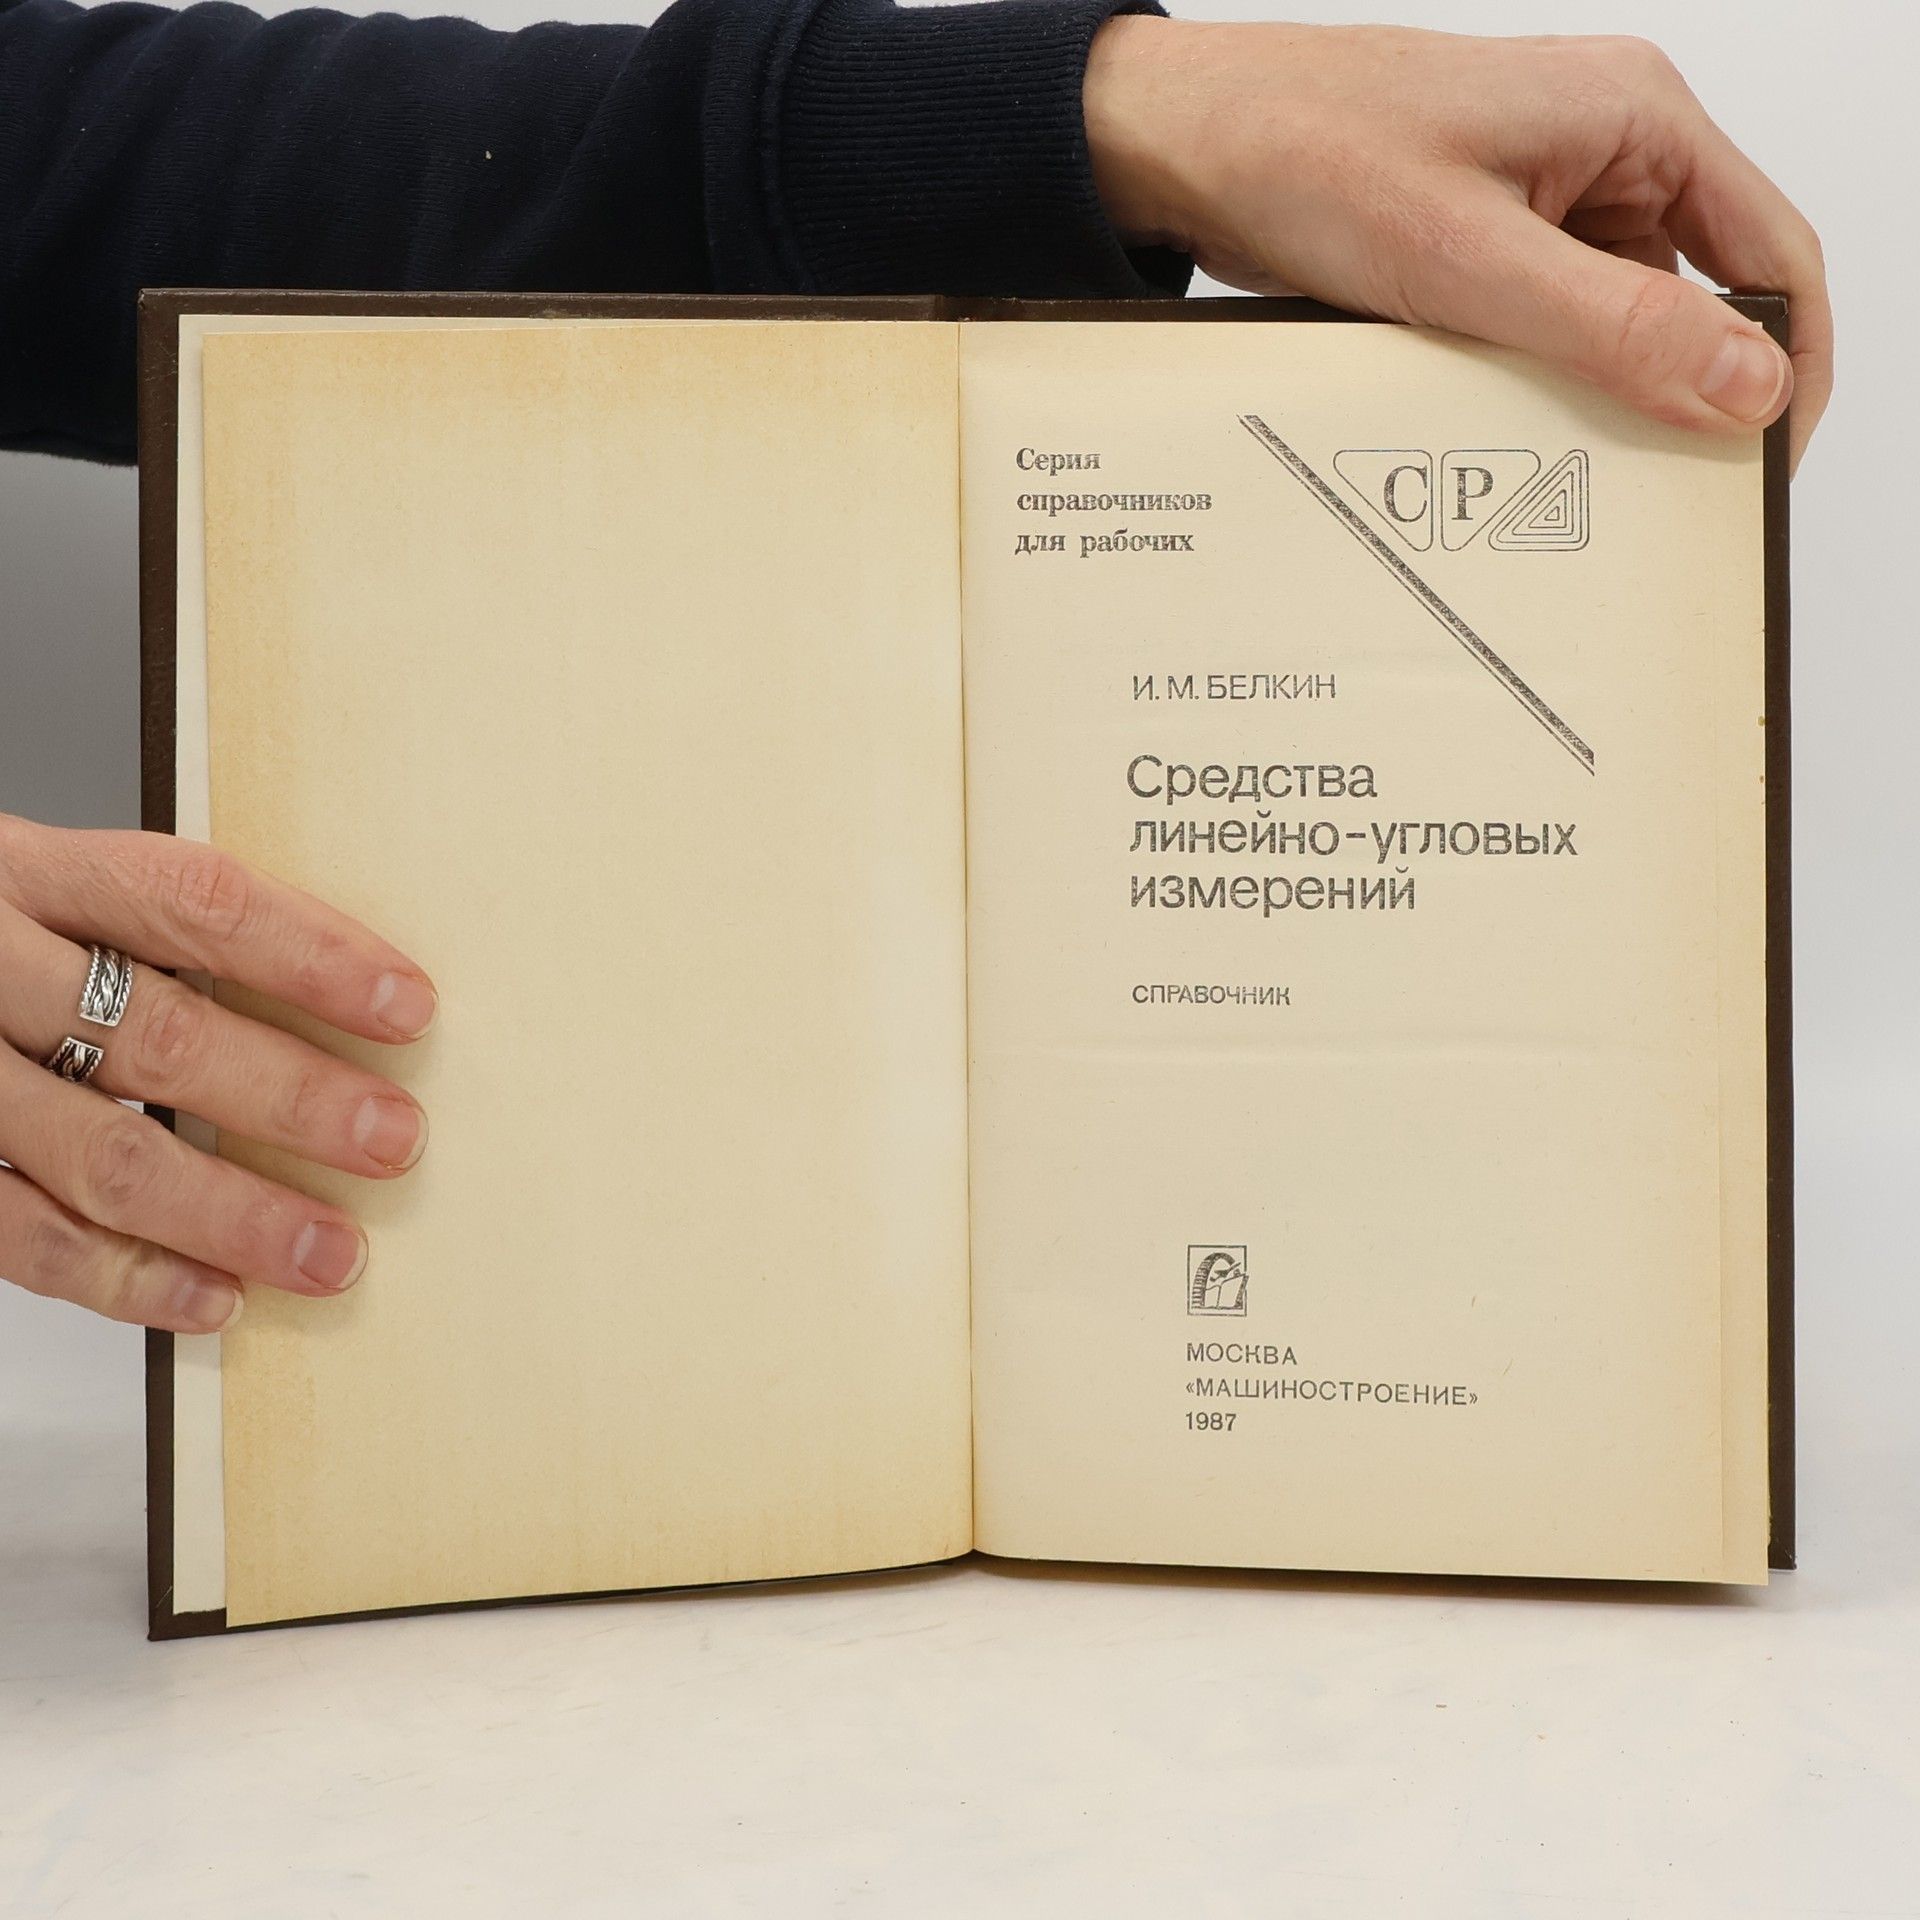 Серия
справочников
для рабочих
СР
И. М. БЕЛКИН
Средства
линейно-угловых
измерений
СПРАВОЧНИК
МОСКВА
«МАШИНОСТРОЕНИЕ»
1987